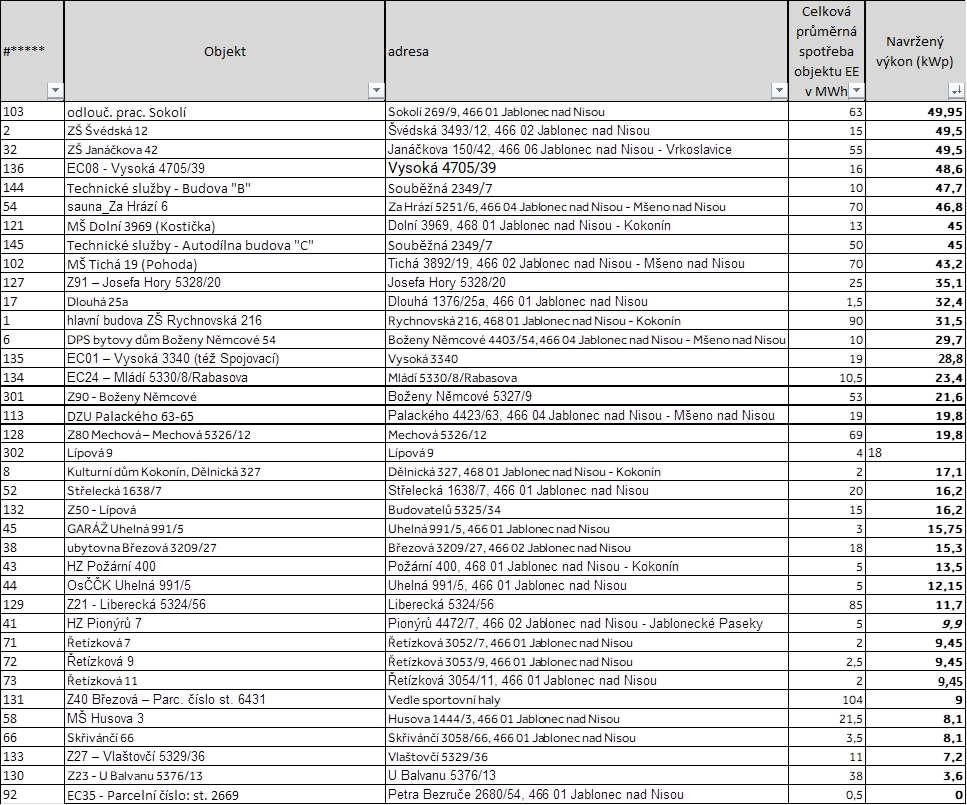 #***** Objekt adresa Celková průměrná spotřeba objektu EE v MWh Navržený výkon (kWp)
103 odlouč. prac. Sokolí Sokolí 269/9, 466 01 Jablonec nad Nisou 63 49,95
2 ZŠ Švédská 12 Švédská 3493/12, 466 02 Jablonec nad Nisou 15 49,5
32 ZŠ Janáčkova 42 Janáčkova 150/42, 466 06 Jablonec nad Nisou - Vrkoslavice 55 49,5
136 EC08 - Vysoká 4705/39 Vysoká 4705/39 16 48,6
144 Technické služby - Budova "B" Souběžná 2349/7 10 47,7
54 sauna_Za Hrází 6 Za Hrází 5251/6, 466 04 Jablonec nad Nisou - Mšeno nad Nisou 70 46,8
121 MŠ Dolní 3969 (Kostička) Dolní 3969, 468 01 Jablonec nad Nisou - Kokonín 13 45
145 Technické služby - Autodílna budova "C" Souběžná 2349/7 50 45
102 MŠ Tichá 19 (Pohoda) Tichá 3892/19, 466 02 Jablonec nad Nisou - Mšeno nad Nisou 70 43,2
127 Z91 – Josefa Hory 5328/20 Josefa Hory 5328/20 25 35,1
17 Dlouhá 25a Dlouhá 1376/25a, 466 01 Jablonec nad Nisou 1,5 32,4
1 hlavní budova ZŠ Rychnovská 216 Rychnovská 216, 468 01 Jablonec nad Nisou - Kokonín 90 31,5
6 DPS bytovy dům Boženy Němcové 54 Boženy Němcové 4403/54, 466 04 Jablonec nad Nisou - Mšeno nad Nisou 10 29,7
135 EC01 – Vysoká 3340 (též Spojovací) Vysoká 3340 19 28,8
134 EC24 – Mládí 5330/8/Rabasova Mládí 5330/8/Rabasova 10,5 23,4
301 Z90 - Boženy Němcové Boženy Němcové 5327/9 53 21,6
113 DZU Palackého 63-65 Palackého 4423/63, 466 04 Jablonec nad Nisou - Mšeno nad Nisou 19 19,8
128 Z80 Mechová – Mechová 5326/12 Mechová 5326/12 69 19,8
302 Lípová 9 Lípová 9 4 18
8 Kulturní dům Kokonín, Dělnická 327 Dělnická 327, 468 01 Jablonec nad Nisou - Kokonín 2 17,1
52 Střelecká 1638/7 Střelecká 1638/7, 466 01 Jablonec nad Nisou 20 16,2
132 Z50 - Lípová Budovatelů 5325/34 15 16,2
45 GARÁŽ Uhelná 991/5 Uhelná 991/5, 466 01 Jablonec nad Nisou 3 15,75
38 ubytovna Březová 3209/27 Březová 3209/27, 466 02 Jablonec nad Nisou 18 15,3
43 HZ Požární 400 Požární 400, 468 01 Jablonec nad Nisou - Kokonín 5 13,5
44 OsČČK Uhelná 991/5 Uhelná 991/5, 466 01 Jablonec nad Nisou 5 12,15
129 Z21 - Liberecká 5324/56 Liberecká 5324/56 85 11,7
41 HZ Pionýrů 7 Pionýrů 4472/7, 466 02 Jablonec nad Nisou - Jablonecké Paseky 5 9,9
71 Řetízková 7 Řetízková 3052/7, 466 01 Jablonec nad Nisou 2 9,45
72 Řetízková 9 Řetízková 3053/9, 466 01 Jablonec nad Nisou 2,5 9,45
73 Řetízková 11 Řetízková 3054/11, 466 01 Jablonec nad Nisou 2 9,45
131 Z40 Březová – Parc. číslo st. 6431 Vedle sportovní haly 104 9
58 MŠ Husova 3 Husova 1444/3, 466 01 Jablonec nad Nisou 21,5 8,1
66 Skřivánčí 66 Skřivánčí 3058/66, 466 01 Jablonec nad Nisou 3,5 8,1
133 Z27 – Vlaštovčí 5329/36 Vlaštovčí 5329/36 11 7,2
130 Z23 - U Balvanu 5376/13 U Balvanu 5376/13 38 3,6
92 EC35 - Parcelní číslo: st. 2669 Petra Bezruče 2680/54, 466 01 Jablonec nad Nisou 0,5 0